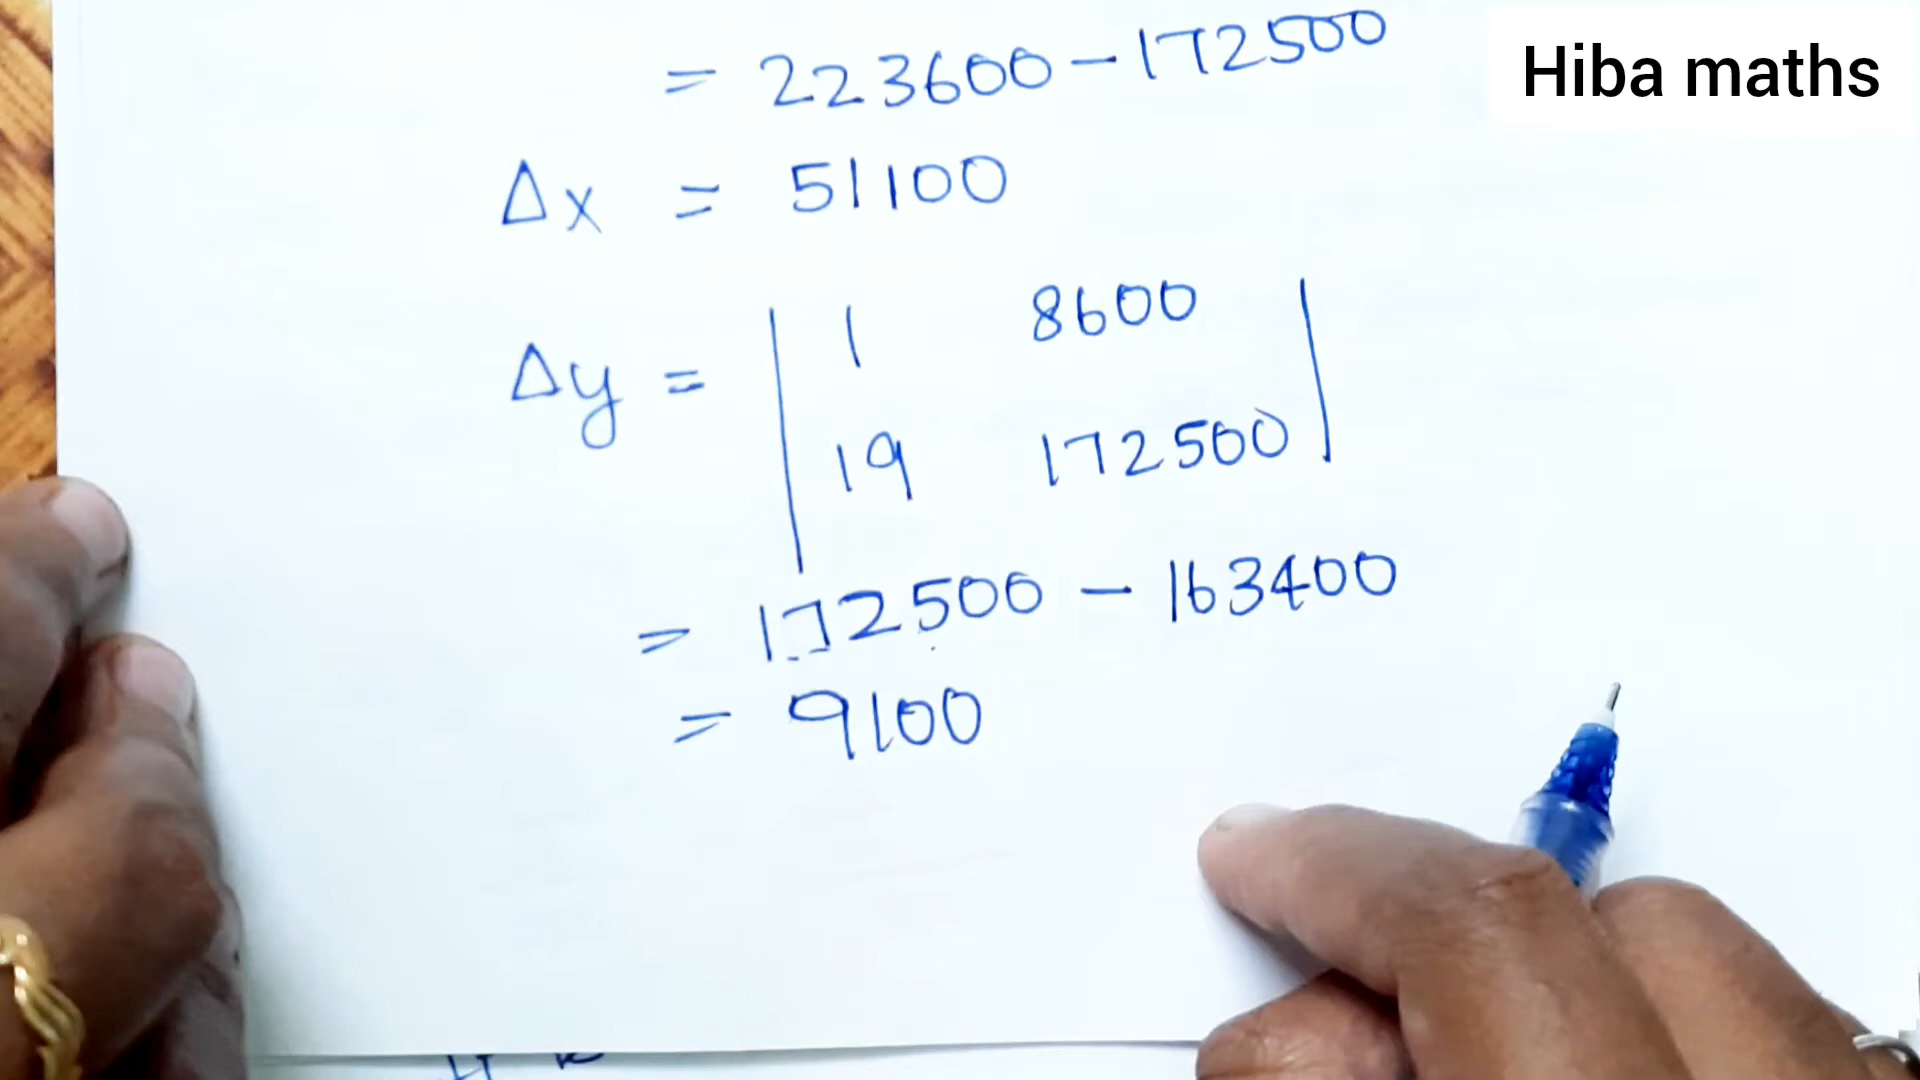 = 223600 - 172500
Hiba maths
Δx = 51100
Δy = | 1 8600 |
| 19 172500 |
= 172500 - 163400
= 9100